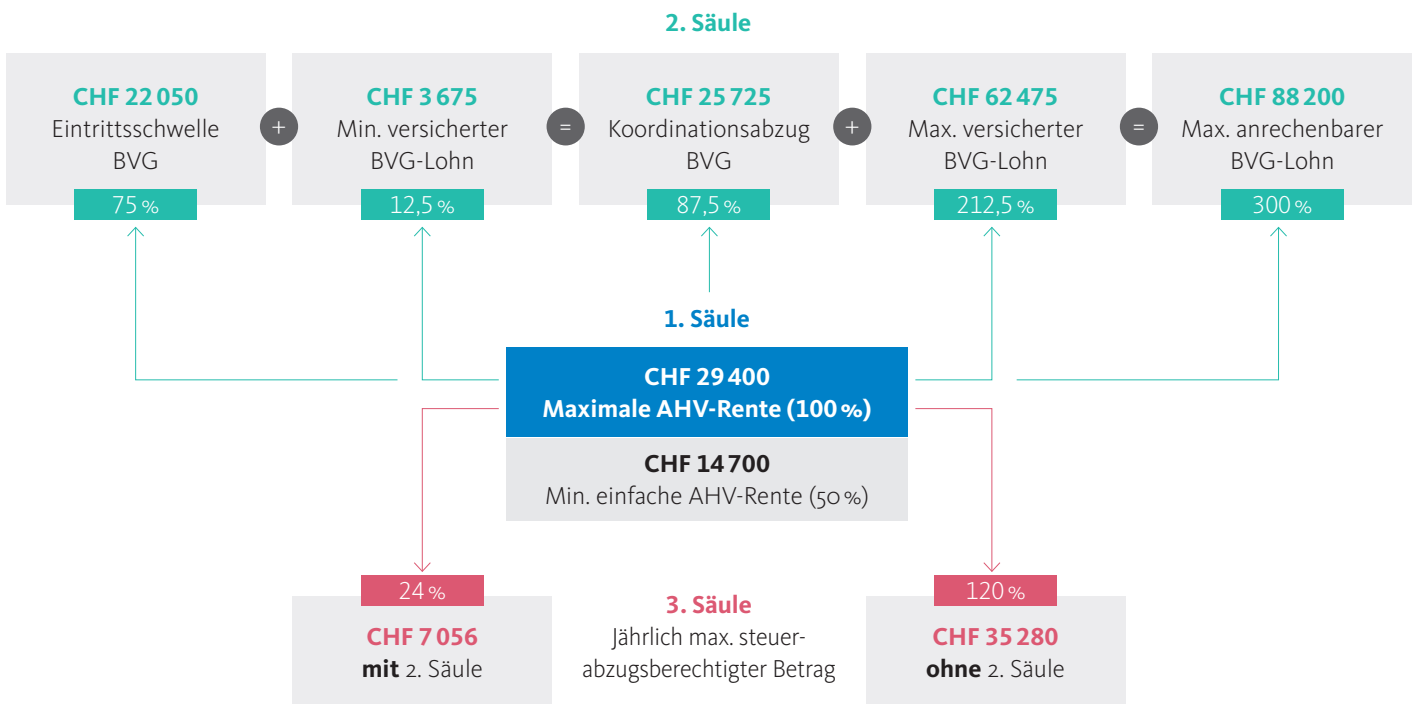 2. Säule
CHF 22 050
Eintrittsschwelle
BVG
75 %
+
CHF 3 675
Min. versicherter
BVG-Lohn
12,5 %
=
CHF 25 725
Koordinationsabzug
BVG
87,5 %
+
CHF 62 475
Max. versicherter
BVG-Lohn
212,5 %
=
CHF 88 200
Max. anrechenbarer
BVG-Lohn
300 %
1. Säule
CHF 29 400
Maximale AHV-Rente (100 %)
CHF 14 700
Min. einfache AHV-Rente (50 %)
24 %
CHF 7 056
mit 2. Säule
3. Säule
Jährlich max. steuer-
abzugsberechtigter Betrag
120 %
CHF 35 280
ohne 2. Säule